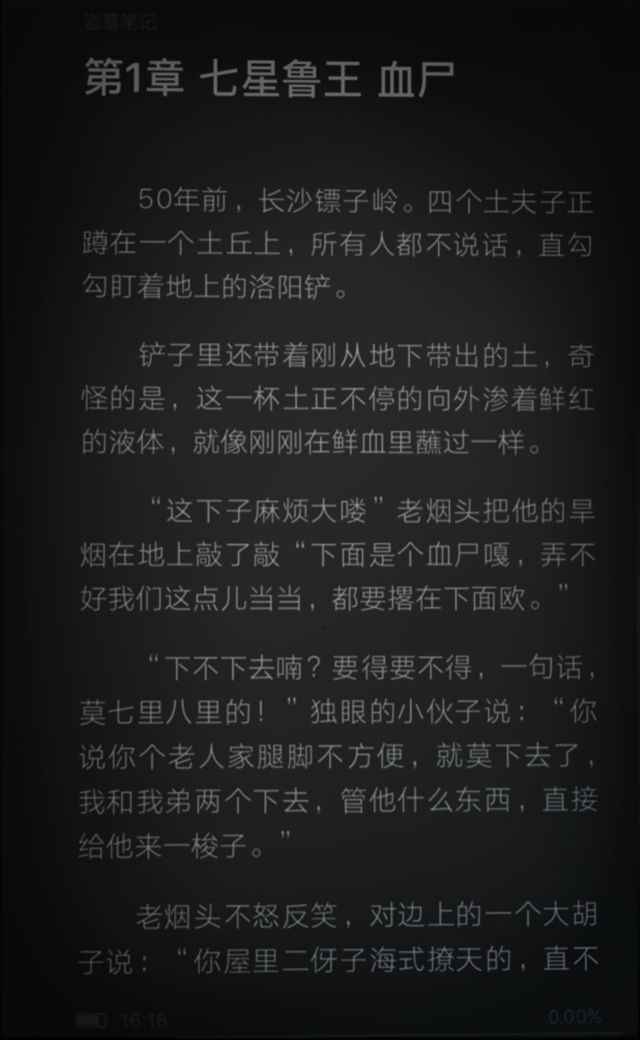 盗墓笔记
第1章 七星鲁王 血尸
50年前，长沙镖子岭。四个土夫子正
蹲在一个土丘上，所有人都不说话，直勾
勾盯着地上的洛阳铲。
铲子里还带着刚从地下带出的土，奇
怪的是，这一杯土正不停的向外渗着鲜红
的液体，就像刚刚在鲜血里蘸过一样。
“这下子麻烦大喽”老烟头把他的旱
烟在地上敲了敲“下面是个血尸嘎，弄不
好我们这点儿当当，都要撂在下面欧。”
“下不下去喃？要得要不得，一句话，
莫七里八里的！”独眼的小伙子说：“你
说你个老人家腿脚不方便，就莫下去了，
我和我弟两个下去，管他什么东西，直接
给他来一梭子。”
老烟头不怒反笑，对边上的一个大胡
子说：“你屋里二伢子海式撩天的，直不
16:16 0.00%